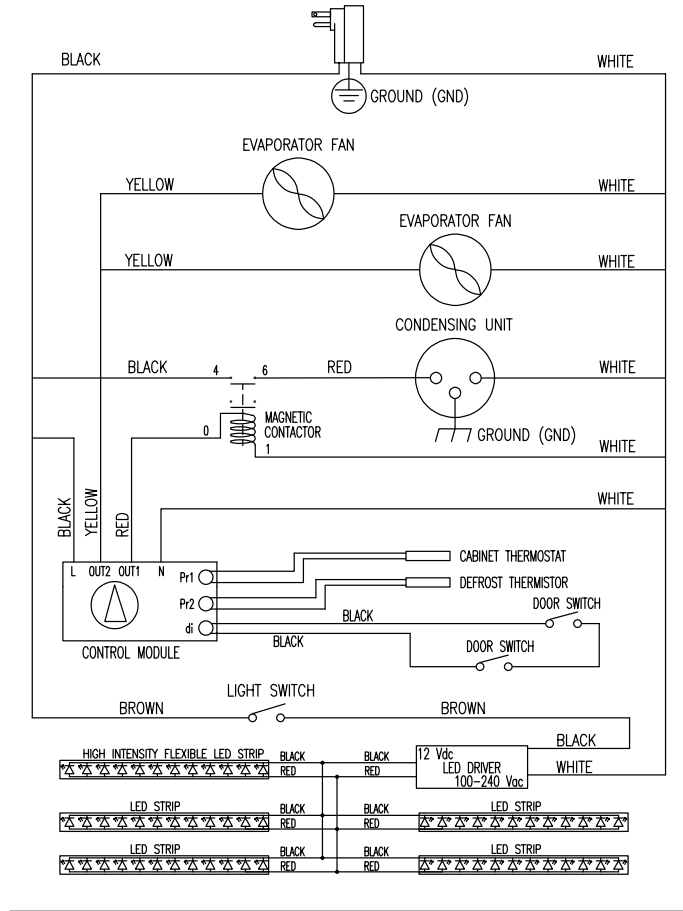 BLACK
WHITE
GROUND (GND)
EVAPORATOR FAN
YELLOW
WHITE
EVAPORATOR FAN
YELLOW
WHITE
CONDENSING UNIT
BLACK
4
6
RED
WHITE
MAGNETIC
CONTACTOR
0
1
GROUND (GND)
WHITE
WHITE
BLACK
YELLOW
RED
L
OUT2
OUT1
N
Pr1
CABINET THERMOSTAT
Pr2
DEFROST THERMISTOR
di
BLACK
DOOR SWITCH
BLACK
DOOR SWITCH
CONTROL MODULE
LIGHT SWITCH
BROWN
BROWN
BLACK
HIGH INTENSITY FLEXIBLE LED STRIP
BLACK
BLACK
12 Vdc
LED DRIVER
100-240 Vac
RED
RED
WHITE
LED STRIP
BLACK
BLACK
LED STRIP
RED
RED
LED STRIP
BLACK
BLACK
LED STRIP
RED
RED